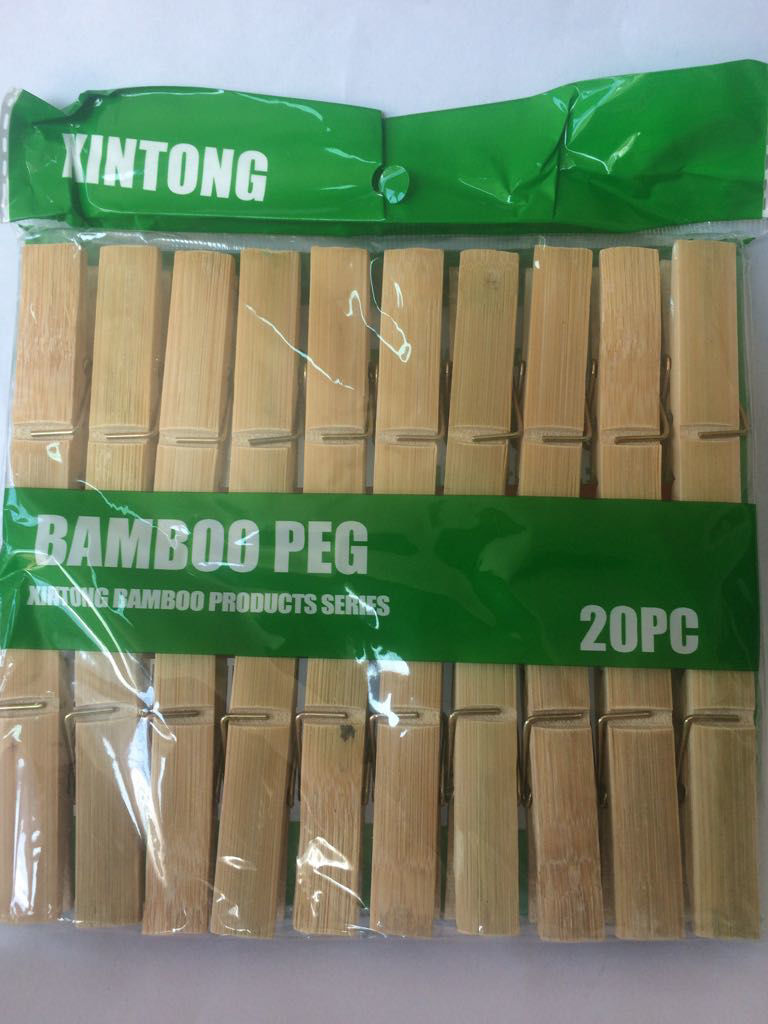 XINTONG
BAMBOO PEG
XINTONG BAMBOO PRODUCTS SERIES
20PC